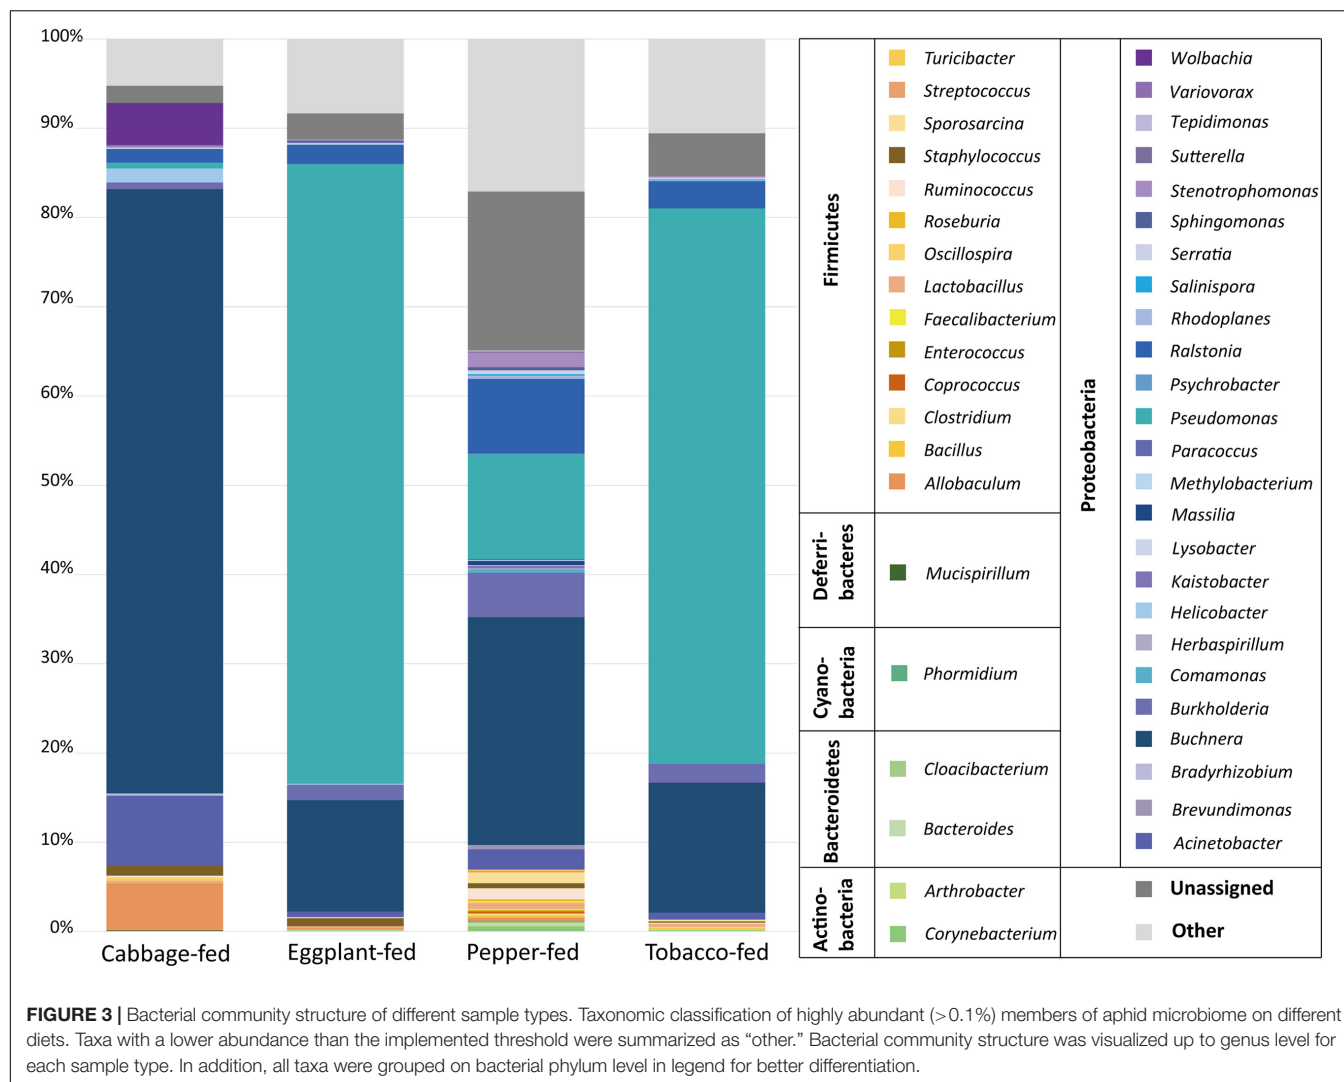 100%
90%
80%
70%
60%
50%
40%
30%
20%
10%
0%
Cabbage-fed
Eggplant-fed
Pepper-fed
Tobacco-fed
Firmicutes
Turicibacter
Streptococcus
Sporosarcina
Staphylococcus
Ruminococcus
Roseburia
Oscillospira
Lactobacillus
Faecalibacterium
Enterococcus
Coprococcus
Clostridium
Bacillus
Allobaculum
Deferri-
bacteres
Mucispirillum
Cyano-
bacteria
Phormidium
Bacteroidetes
Cloacibacterium
Bacteroides
Actino-
bacteria
Arthrobacter
Corynebacterium
Proteobacteria
Wolbachia
Variovorax
Tepidimonas
Sutterella
Stenotrophomonas
Sphingomonas
Serratia
Salinispora
Rhodoplanes
Ralstonia
Psychrobacter
Pseudomonas
Paracoccus
Methylobacterium
Massilia
Lysobacter
Kaistobacter
Helicobacter
Herbaspirillum
Comamonas
Burkholderia
Buchnera
Bradyrhizobium
Brevundimonas
Acinetobacter
Unassigned
Other
FIGURE 3 | Bacterial community structure of different sample types. Taxonomic classification of highly abundant (>0.1%) members of aphid microbiome on different
diets. Taxa with a lower abundance than the implemented threshold were summarized as “other.” Bacterial community structure was visualized up to genus level for
each sample type. In addition, all taxa were grouped on bacterial phylum level in legend for better differentiation.